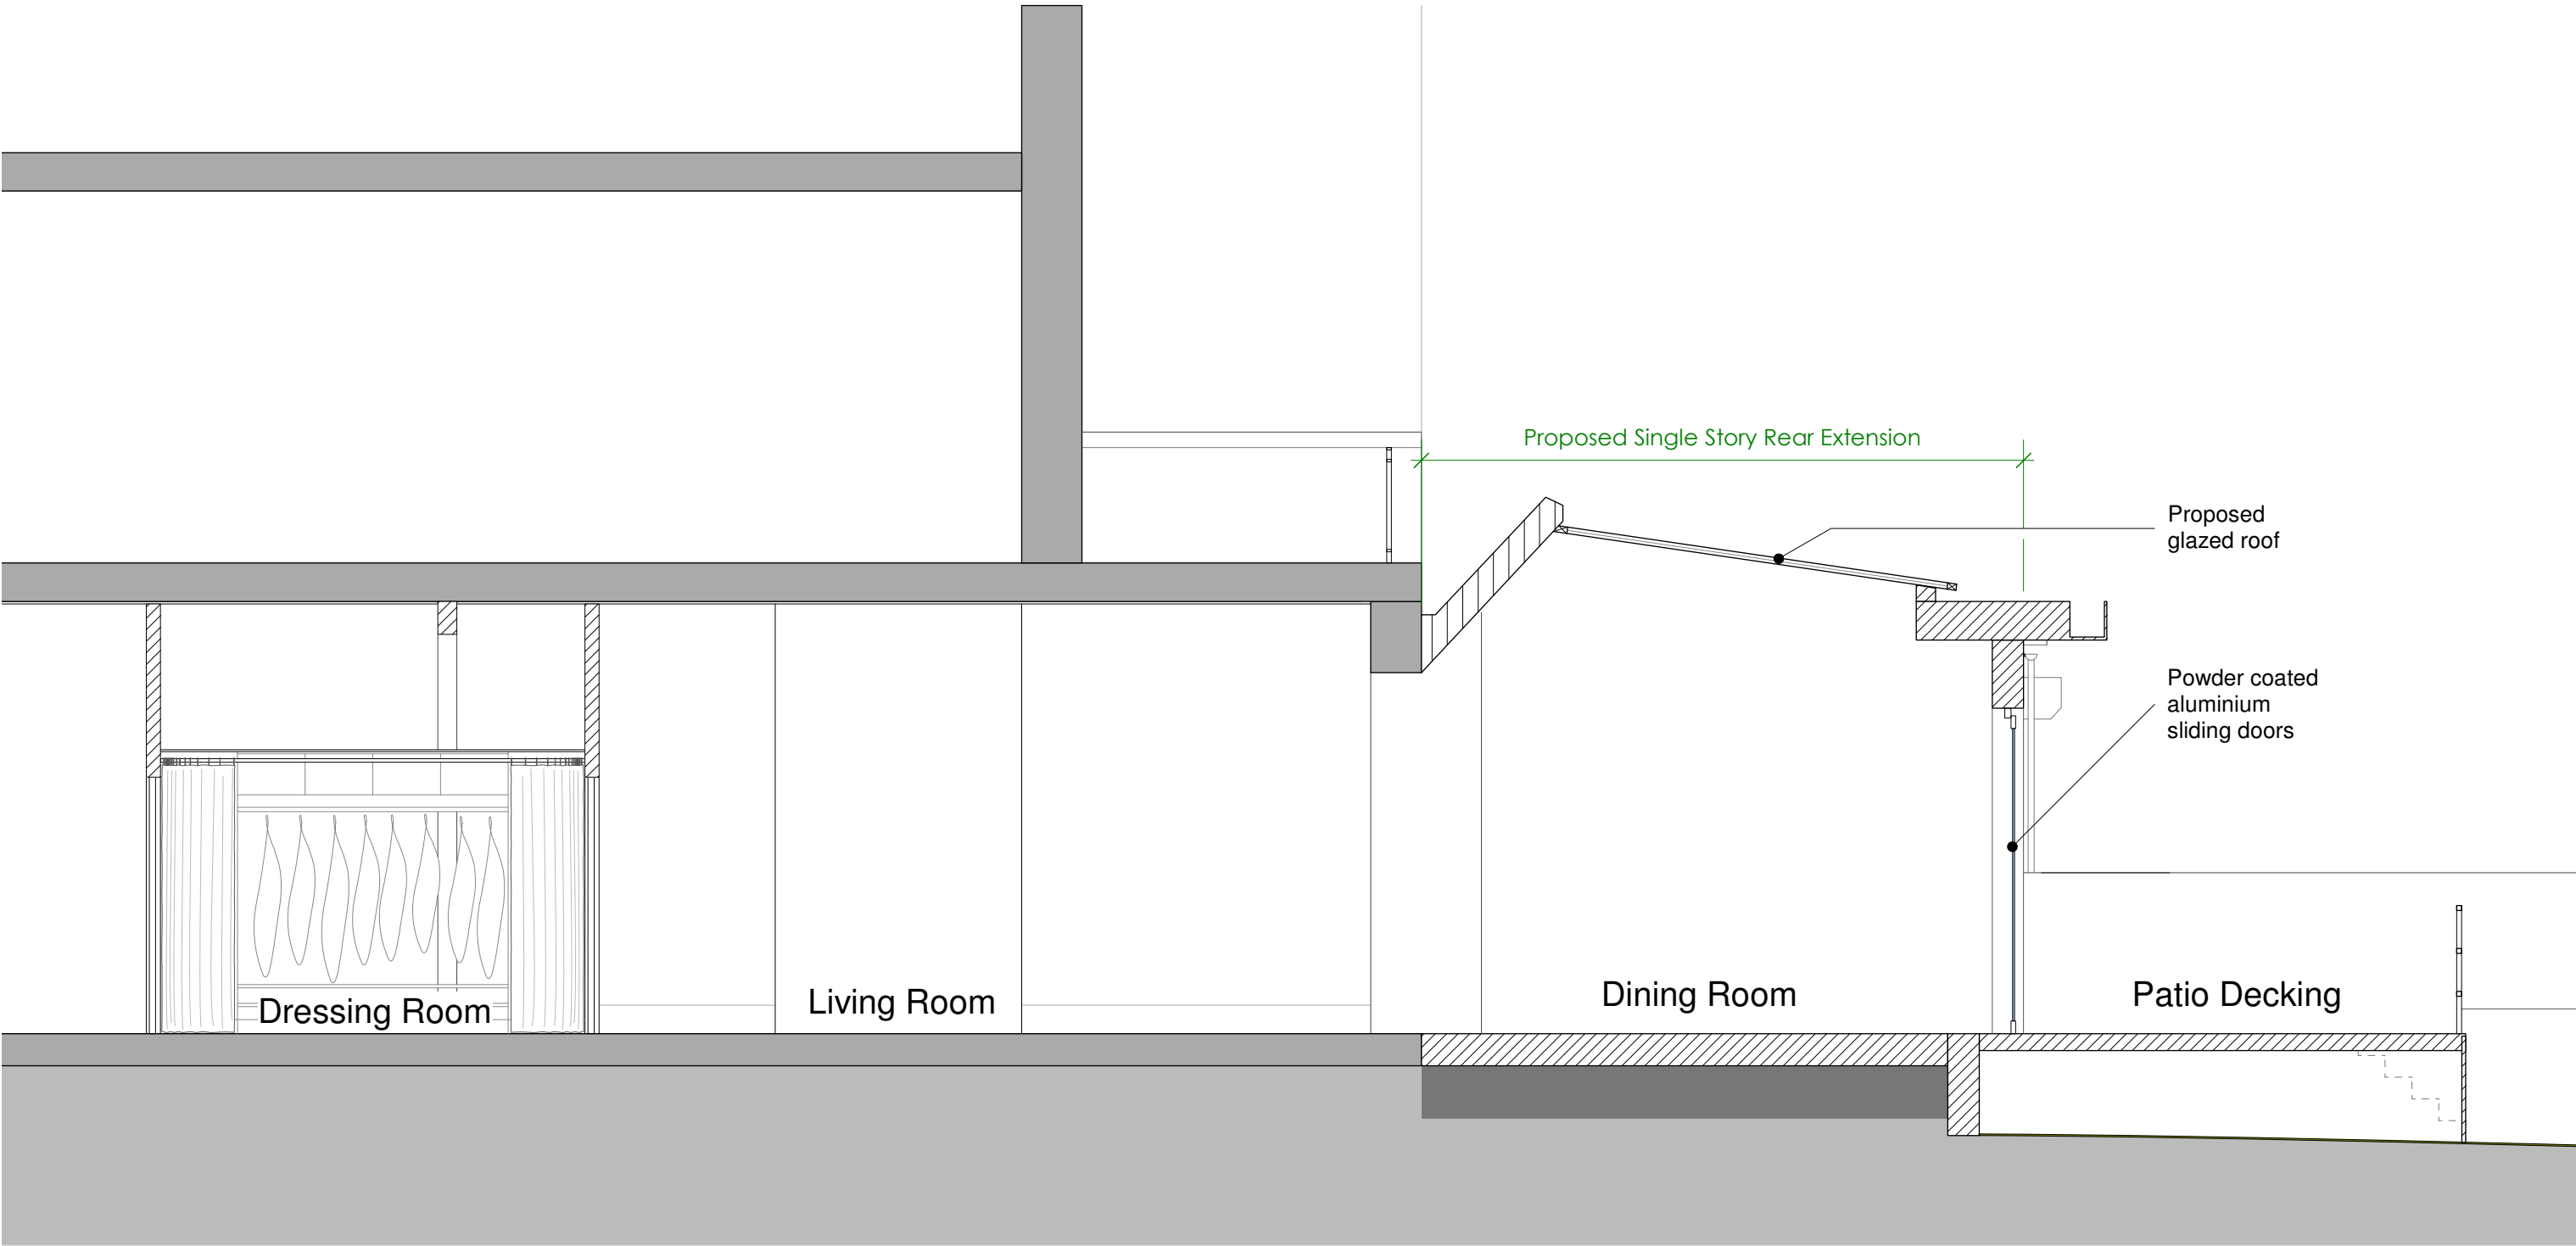 Proposed Single Story Rear Extension
Proposed
glazed roof
Powder coated
aluminium
sliding doors
Dressing Room
Living Room
Dining Room
Patio Decking